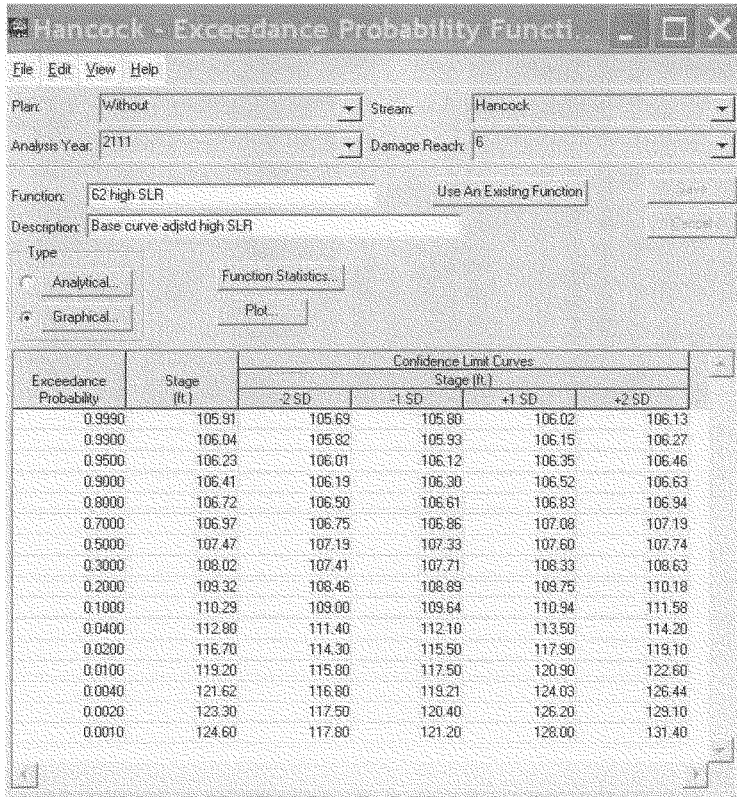 Hancock - Exceedance Probability Functi...
File Edit View Help
Plan: Without Stream: Hancock
Analysis Year: 2111 Damage Reach: 6
Function: 62 high SLR Use An Existing Function Save
Description: Base curve adjstd high SLR Cancel
Type
Analytical... Function Statistics...
Graphical... Plot...
Confidence Limit Curves
Exceedance Stage Stage (ft.)
Probability (ft.) -2 SD -1 SD +1 SD +2 SD
0.9990 105.91 105.69 105.80 106.02 106.13
0.9900 106.04 105.82 105.93 106.15 106.27
0.9500 106.23 106.01 106.12 106.35 106.46
0.9000 106.41 106.19 106.30 106.52 106.63
0.8000 106.72 106.50 106.61 106.83 106.94
0.7000 106.97 106.75 106.86 107.08 107.19
0.5000 107.47 107.19 107.33 107.60 107.74
0.3000 108.02 107.41 107.71 108.33 108.63
0.2000 109.32 108.46 108.89 109.75 110.18
0.1000 110.29 109.00 109.64 110.94 111.58
0.0400 112.80 111.40 112.10 113.50 114.20
0.0200 116.70 114.30 115.50 117.90 119.10
0.0100 119.20 115.80 117.50 120.90 122.60
0.0040 121.62 116.80 119.21 124.03 126.44
0.0020 123.30 117.50 120.40 126.20 129.10
0.0010 124.60 117.80 121.20 128.00 131.40